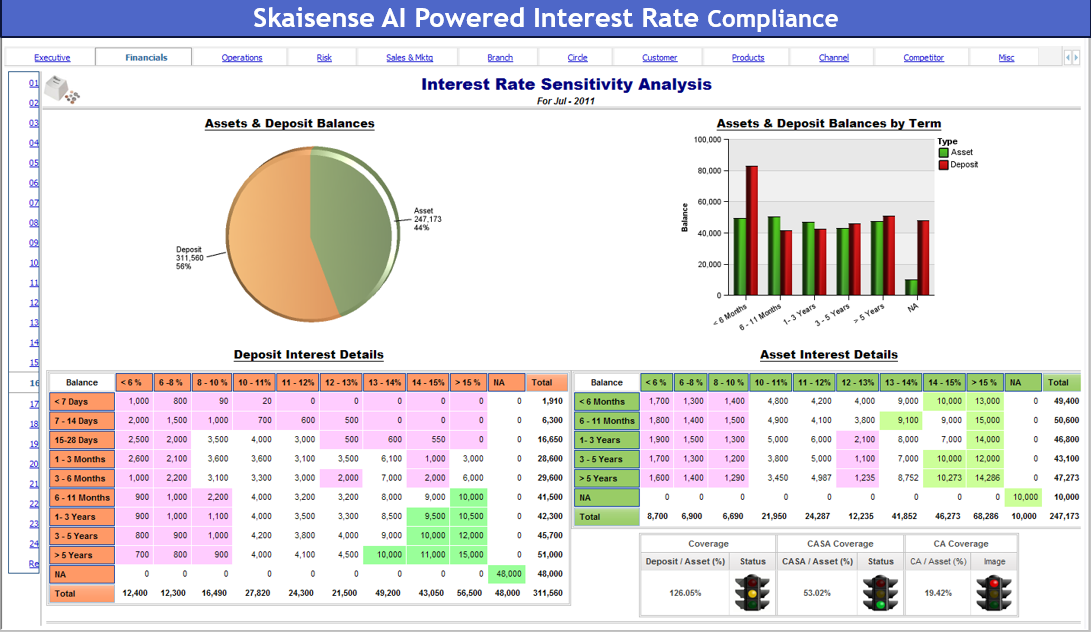 Skaisense AI Powered Interest Rate Compliance
Executive Financials Operations Risk Sales & Mktg Branch Circle Customer Products Channel Competitor Misc
Interest Rate Sensitivity Analysis
For Jul - 2011
01
02
03
04
05
06
07
08
09
10
11
12
13
14
15
16
17
18
19
20
21
22
23
24
Re
Assets & Deposit Balances
Asset
247,173
44%
Deposit
311,560
56%
Assets & Deposit Balances by Term
Type
Asset
Deposit
Balance
100,000
80,000
60,000
40,000
20,000
0
< 6 Months
6 - 11 Months
1- 3 Years
3 - 5 Years
> 5 Years
NA
Deposit Interest Details
Balance < 6 % 6 -8 % 8 - 10 % 10 - 11% 11 - 12% 12 - 13% 13 - 14% 14 - 15% > 15 % NA Total
< 7 Days 1,000 800 90 20 0 0 0 0 0 0 1,910
7 - 14 Days 2,000 1,500 1,000 700 600 500 0 0 0 0 6,300
15-28 Days 2,500 2,000 3,500 4,000 3,000 500 600 550 0 0 16,650
1 - 3 Months 2,600 2,100 3,600 3,600 3,100 3,500 6,100 1,000 3,000 0 28,600
3 - 6 Months 1,000 2,200 3,100 3,300 3,000 2,000 7,000 2,000 6,000 0 29,600
6 - 11 Months 900 1,000 2,200 4,000 3,200 3,200 8,000 9,000 10,000 0 41,500
1- 3 Years 900 1,000 1,100 4,000 3,500 3,300 8,500 9,500 10,500 0 42,300
3 - 5 Years 800 900 1,000 4,200 3,800 4,000 9,000 10,000 12,000 0 45,700
> 5 Years 700 800 900 4,000 4,100 4,500 10,000 11,000 15,000 0 51,000
NA 0 0 0 0 0 0 0 0 0 48,000 48,000
Total 12,400 12,300 16,490 27,820 24,300 21,500 49,200 43,050 56,500 48,000 311,560
Asset Interest Details
Balance < 6 % 6 -8 % 8 - 10 % 10 - 11% 11 - 12% 12 - 13% 13 - 14% 14 - 15% > 15 % NA Total
< 6 Months 1,700 1,300 1,400 4,800 4,200 4,000 9,000 10,000 13,000 0 49,400
6 - 11 Months 1,800 1,400 1,500 4,900 4,100 3,800 9,100 9,000 15,000 0 50,600
1- 3 Years 1,900 1,500 1,300 5,000 6,000 2,100 8,000 7,000 14,000 0 46,800
3 - 5 Years 1,700 1,300 1,200 3,800 5,000 1,100 7,000 10,000 12,000 0 43,100
> 5 Years 1,600 1,400 1,290 3,450 4,987 1,235 8,752 10,273 14,286 0 47,273
NA 0 0 0 0 0 0 0 0 0 10,000 10,000
Total 8,700 6,900 6,690 21,950 24,287 12,235 41,852 46,273 68,286 10,000 247,173
Coverage CASA Coverage CA Coverage
Deposit / Asset (%) Status CASA / Asset (%) Status CA / Asset (%) Image
126.05% 53.02% 19.42%